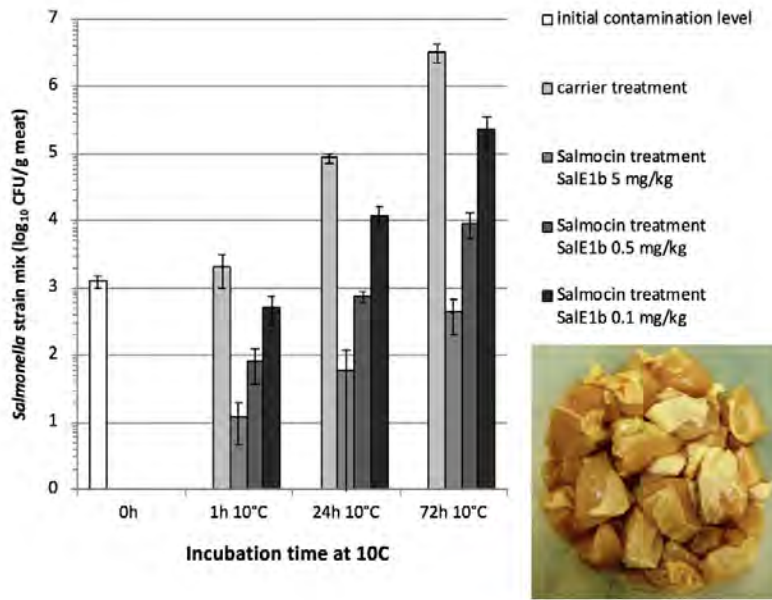 Salmonella strain mix (log10 CFU/g meat)
7
6
5
4
3
2
1
0
0h
1h 10°C
24h 10°C
72h 10°C
Incubation time at 10C
initial contamination level
carrier treatment
Salmocin treatment
SalE1b 5 mg/kg
Salmocin treatment
SalE1b 0.5 mg/kg
Salmocin treatment
SalE1b 0.1 mg/kg